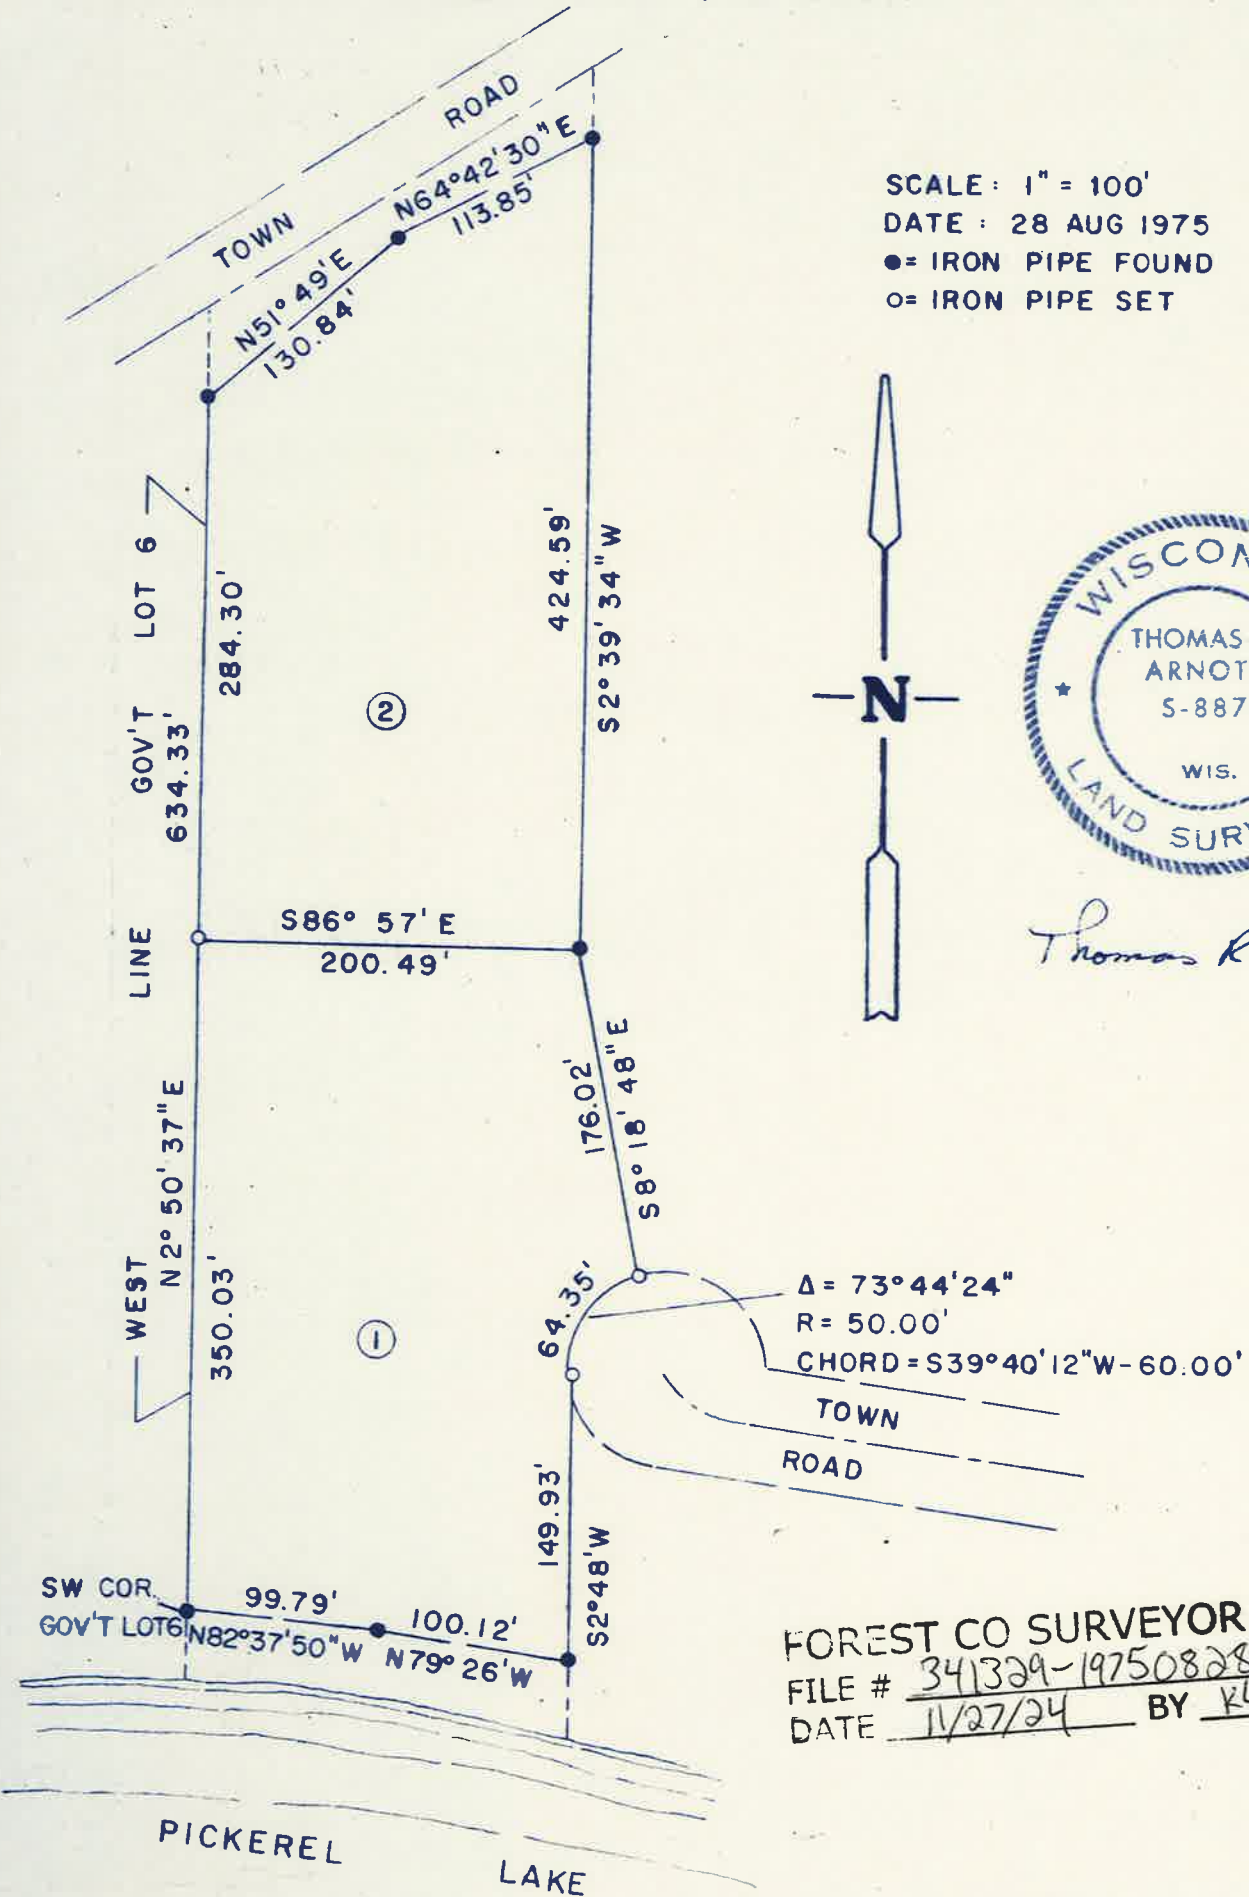 TOWN ROAD
N64°42'30"E
113.85'
N51°49'E
130.84'
SCALE: 1" = 100'
DATE: 28 AUG 1975
●= IRON PIPE FOUND
○= IRON PIPE SET
WEST LINE GOV'T LOT 6
634.33'
284.30'
424.59'
S2°39'34"W
②
N
WISCON
THOMAS
ARNOT
S-887
WIS.
LAND SURV
Thomas R
S86° 57' E
200.49'
N2°50'37"E
350.03'
176.02'
S8°18'48"E
①
64.35'
Δ = 73°44'24"
R = 50.00'
CHORD = S39°40'12"W-60.00'
TOWN
ROAD
149.93'
S2°48'W
SW COR.
GOV'T LOT6
99.79'
N82°37'50"W
100.12'
N79°26'W
FOREST CO SURVEYOR
FILE # 341329-19750828
DATE 11/27/24 BY
PICKEREL LAKE